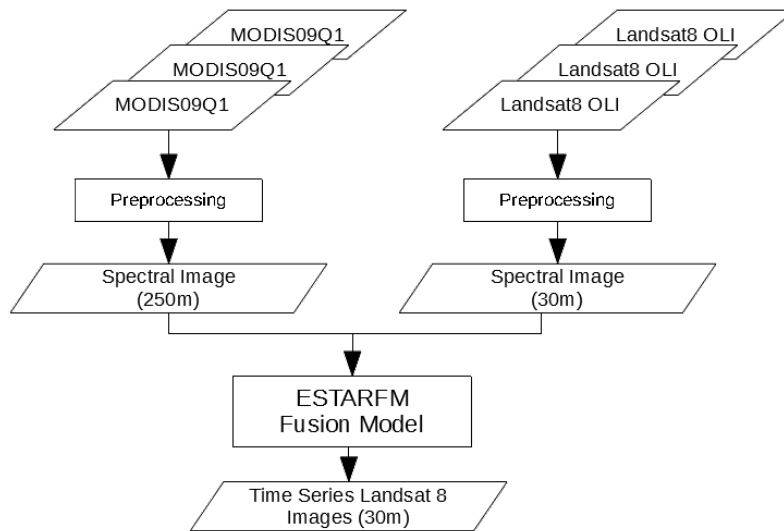 MODIS09Q1
MODIS09Q1
MODIS09Q1
Landsat8 OLI
Landsat8 OLI
Landsat8 OLI
Preprocessing
Preprocessing
Spectral Image
(250m)
Spectral Image
(30m)
ESTARFM
Fusion Model
Time Series Landsat 8
Images (30m)